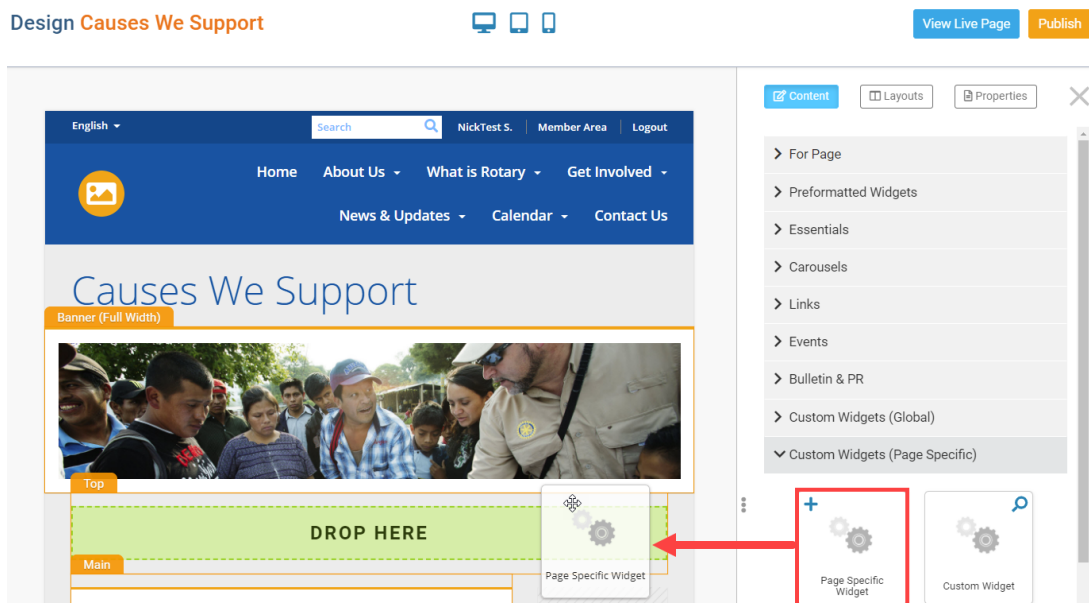 Design Causes We Support
View Live Page
Publish
Content
Layouts
Properties
English
Search
NickTest S.
Member Area
Logout
Home
About Us
What is Rotary
Get Involved
News & Updates
Calendar
Contact Us
Causes We Support
Banner (Full Width)
Top
DROP HERE
Main
Page Specific Widget
For Page
Preformatted Widgets
Essentials
Carousels
Links
Events
Bulletin & PR
Custom Widgets (Global)
Custom Widgets (Page Specific)
Page Specific
Widget
Custom Widget